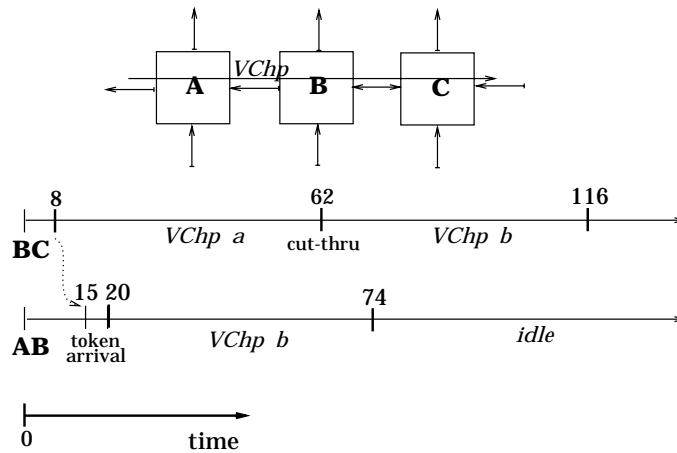 VChp
A B C
8 62 116
VChp a cut-thru VChp b
BC
15 20 74
AB token arrival VChp b idle
0 time